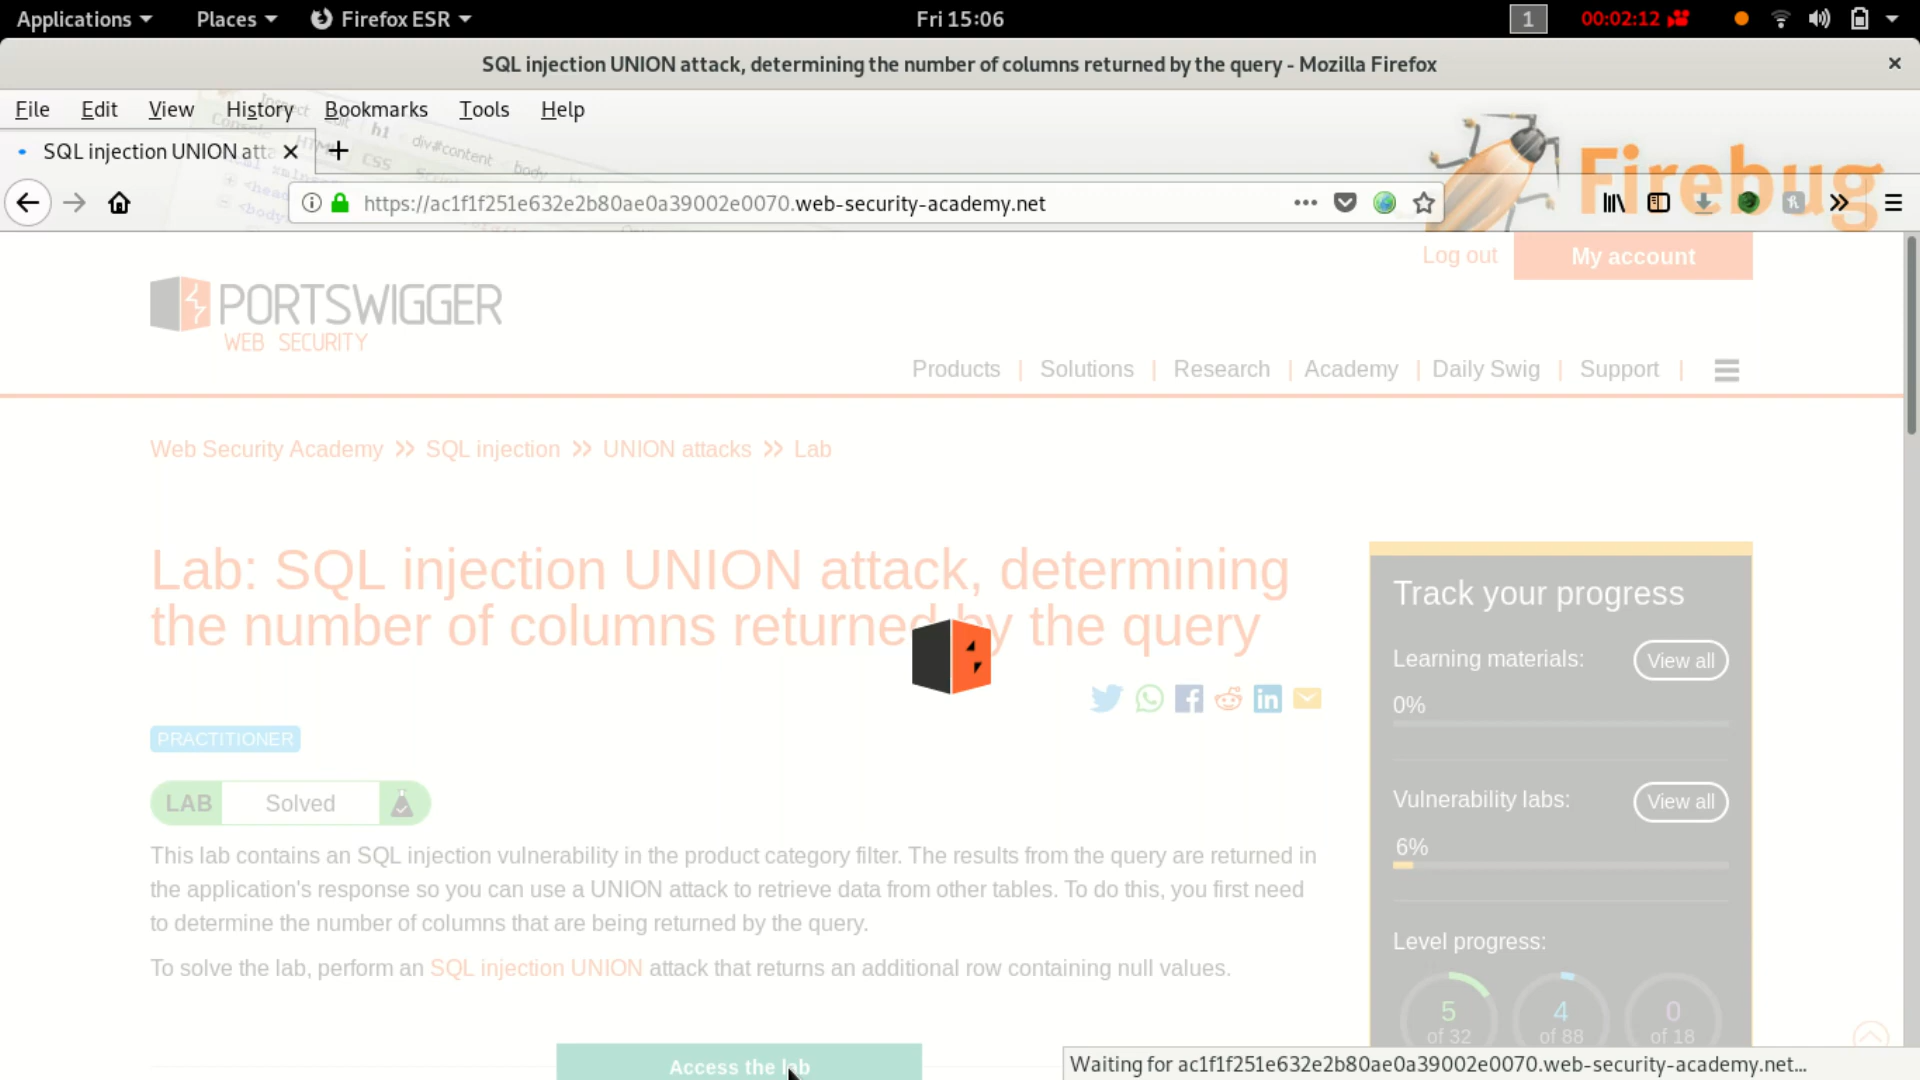 Applications Places Firefox ESR Fri 15:06 1 00:02:12
SQL injection UNION attack, determining the number of columns returned by the query - Mozilla Firefox
File Edit View History Bookmarks Tools Help
SQL injection UNION atta
Firebug
https://ac1f1f251e632e2b80ae0a39002e0070.web-security-academy.net
Log out My account
PORTSWIGGER
WEB SECURITY
Products | Solutions | Research | Academy | Daily Swig | Support |
Web Security Academy >> SQL injection >> UNION attacks >> Lab
Lab: SQL injection UNION attack, determining
the number of columns returned by the query
PRACTITIONER
LAB Solved
This lab contains an SQL injection vulnerability in the product category filter. The results from the query are returned in
the application's response so you can use a UNION attack to retrieve data from other tables. To do this, you first need
to determine the number of columns that are being returned by the query.
To solve the lab, perform an SQL injection UNION attack that returns an additional row containing null values.
Access the lab
Track your progress
Learning materials: View all
0%
Vulnerability labs: View all
6%
Level progress:
5 4 0
of 32 of 88 of 18
Waiting for ac1f1f251e632e2b80ae0a39002e0070.web-security-academy.net...